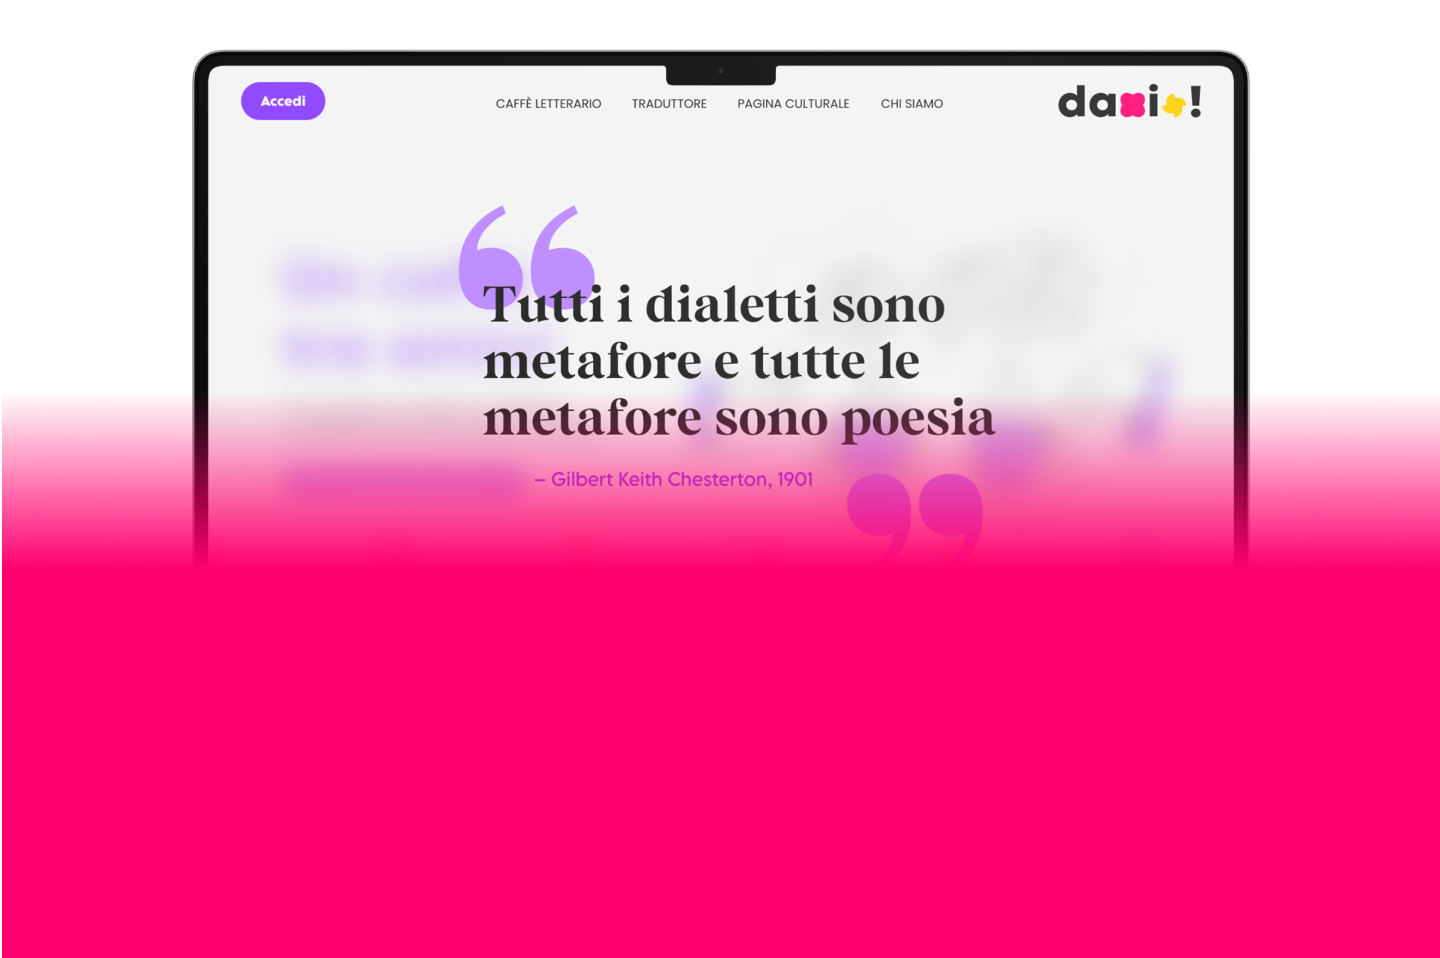 Accedi
CAFFÈ LETTERARIO TRADUTTORE PAGINA CULTURALE CHI SIAMO
“
Tutti i dialetti sono
metafore e tutte le
metafore sono poesia
– Gilbert Keith Chesterton, 1901
”